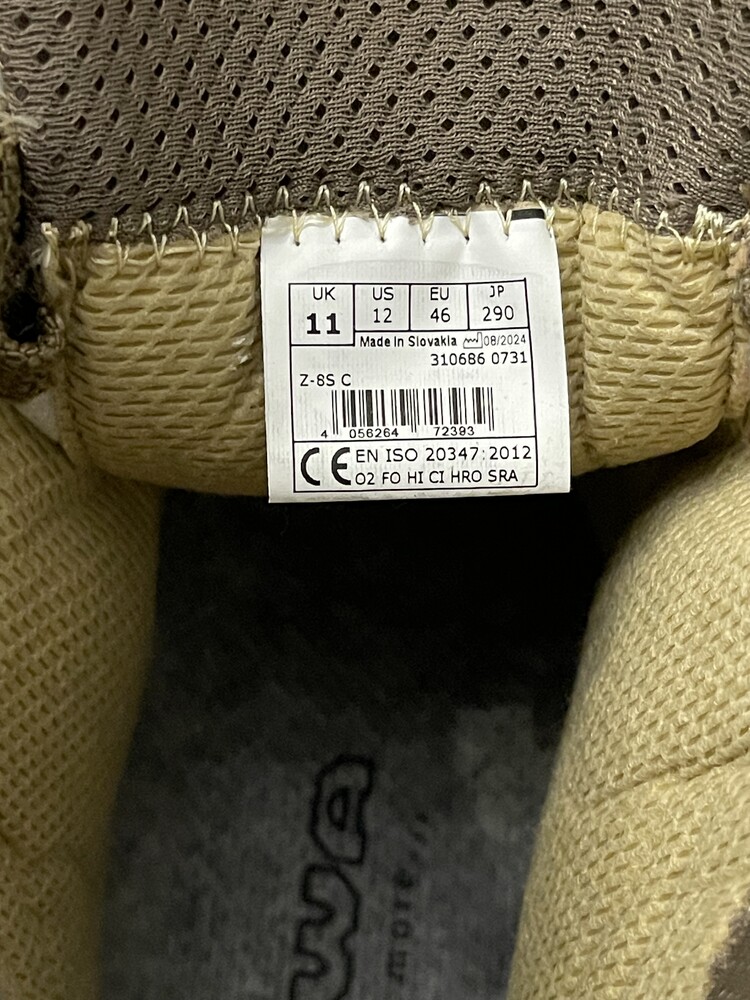 UK US EU JP
11 12 46 290
Made in Slovakia 08/2024
310686 0731
Z-8S C
4 056264 72393
CE EN ISO 20347:2012
O2 FO HI CI HRO SRA